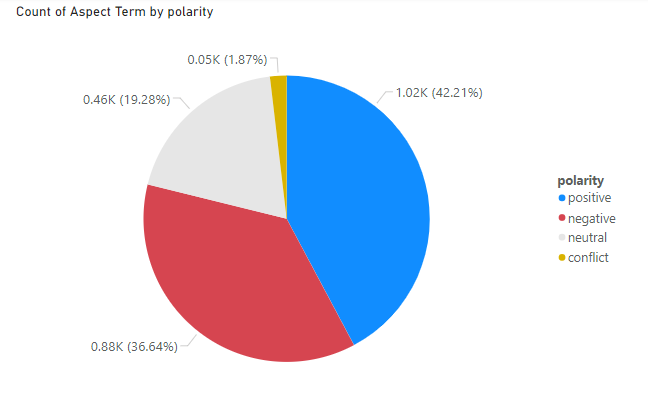 Count of Aspect Term by polarity
0.05K (1.87%)
0.46K (19.28%)
1.02K (42.21%)
0.88K (36.64%)
polarity
positive
negative
neutral
conflict